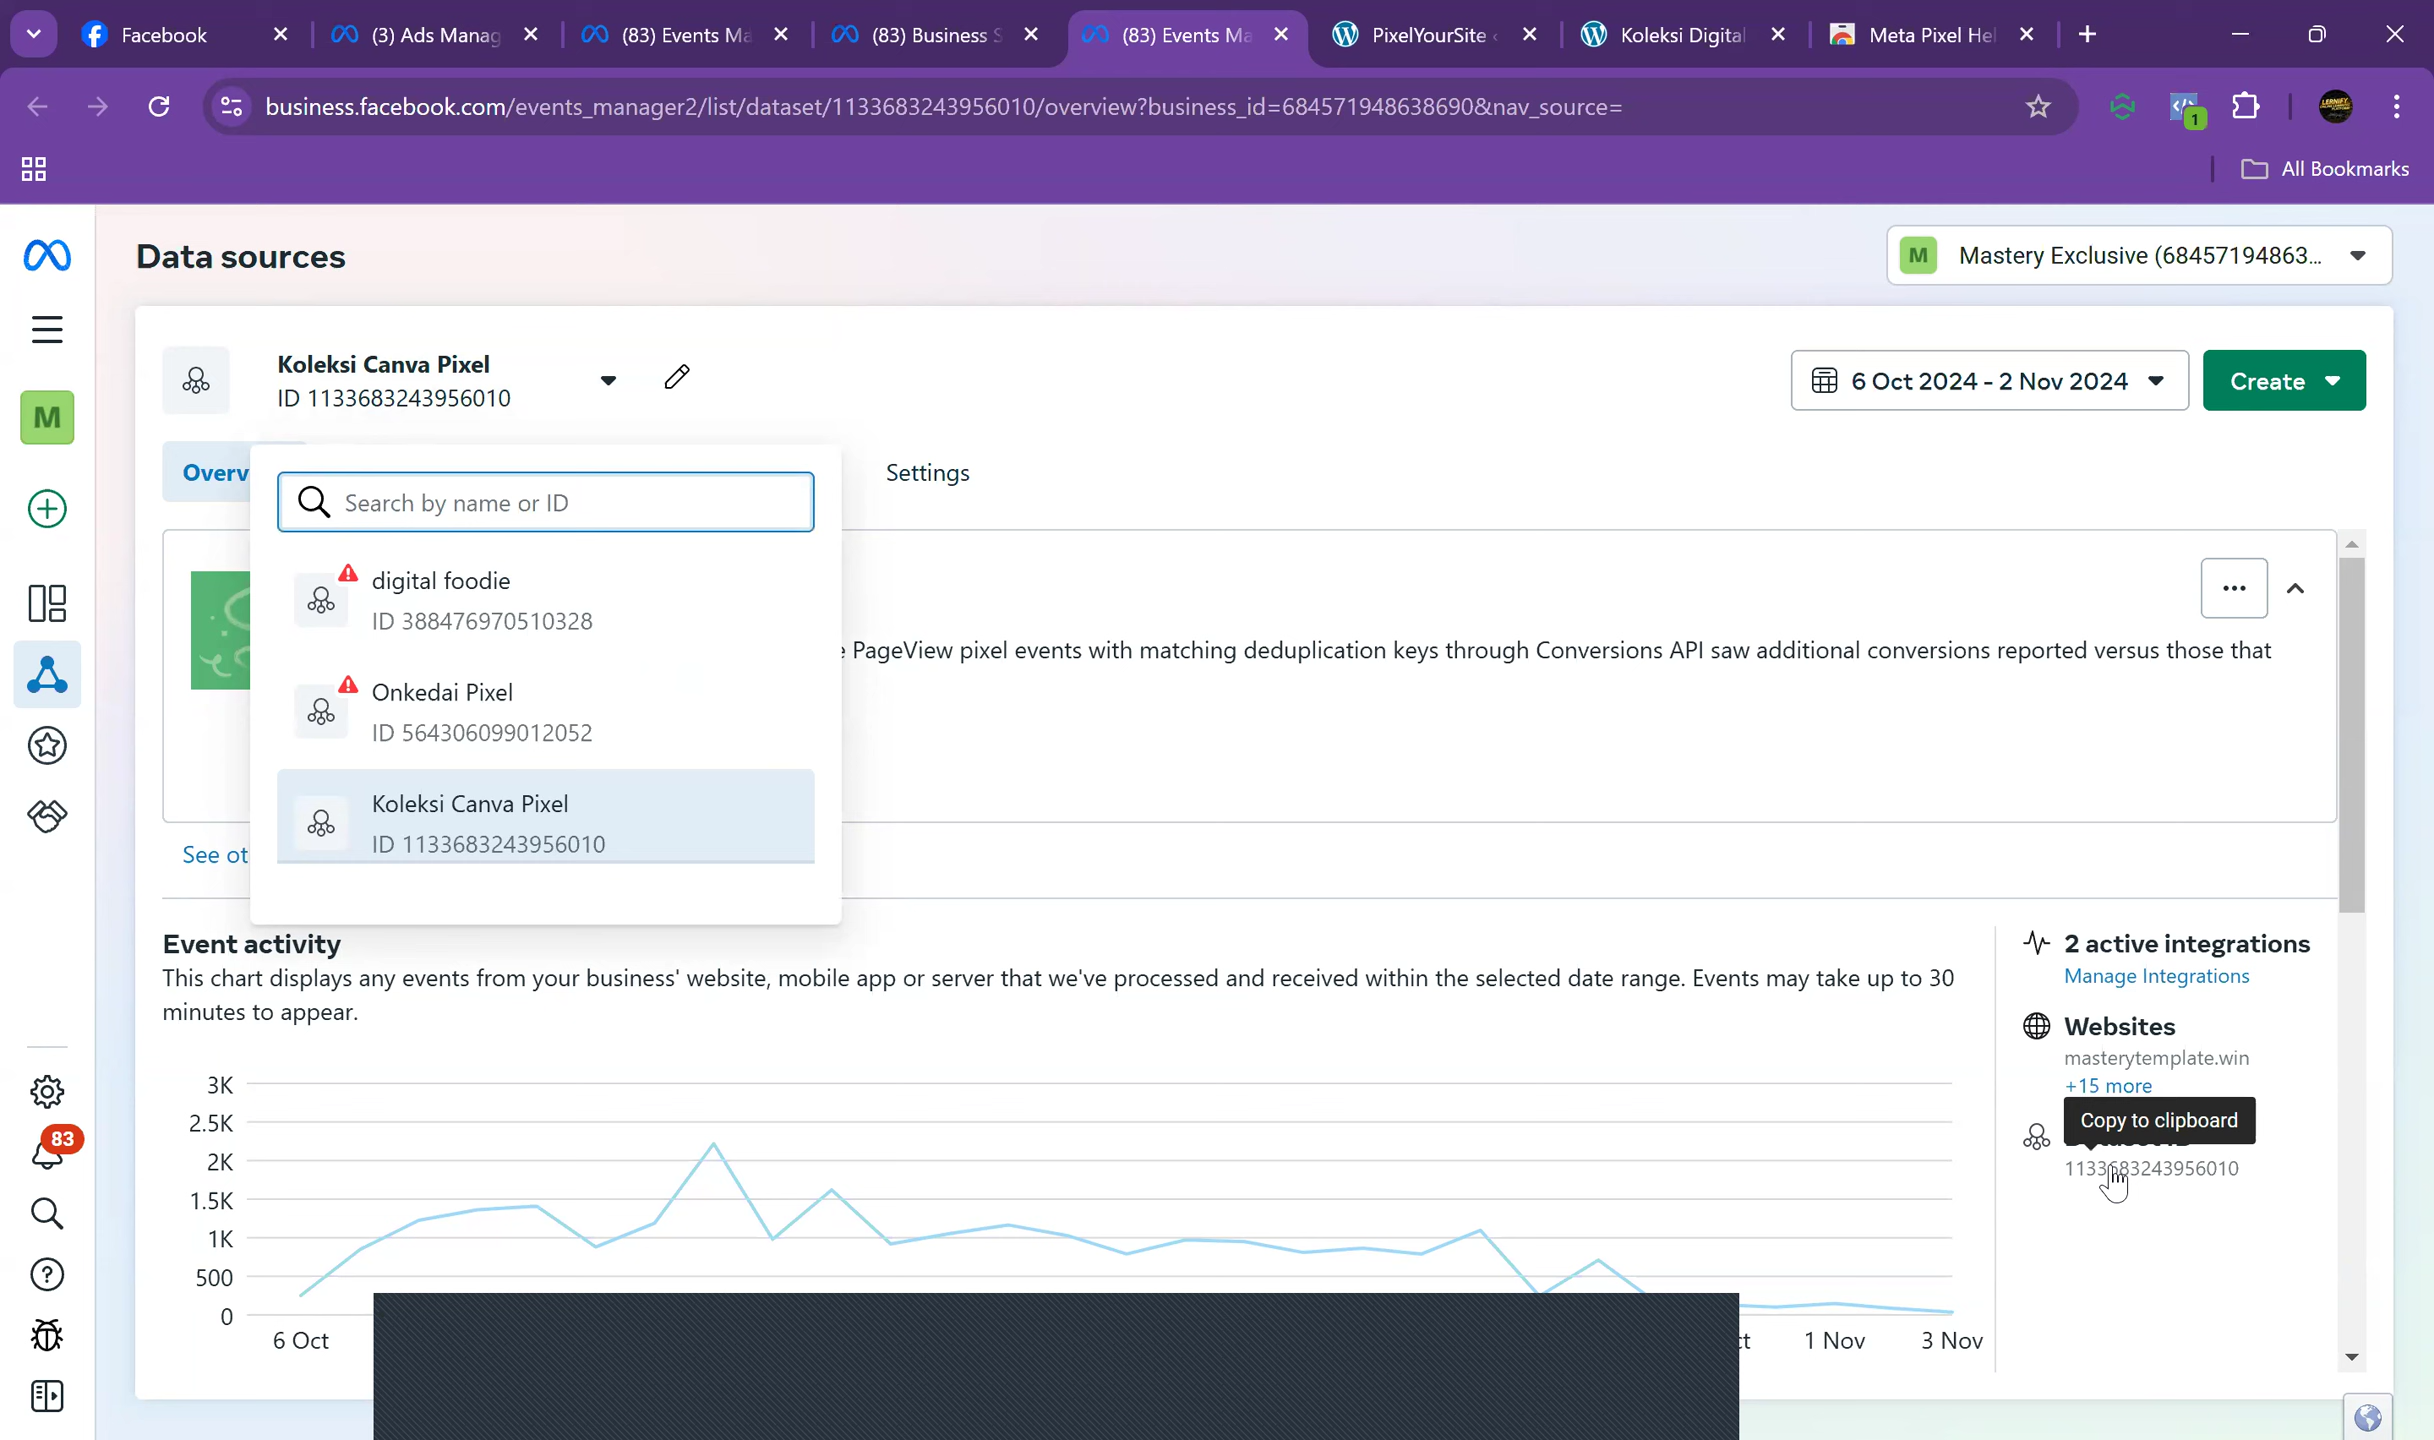 Facebook
(3) Ads Manag
(83) Events Ma
(83) Business S
(83) Events Ma
PixelYourSite
Koleksi Digital
Meta Pixel Hel
business.facebook.com/events_manager2/list/dataset/1133683243956010/overview?business_id=684571948638690&nav_source=
1
All Bookmarks
Data sources
M
Mastery Exclusive (68457194863...
Koleksi Canva Pixel
ID 1133683243956010
6 Oct 2024 - 2 Nov 2024
Create
M
Overv
Settings
Search by name or ID
digital foodie
ID 388476970510328
Onkedai Pixel
ID 564306099012052
Koleksi Canva Pixel
ID 1133683243956010
PageView pixel events with matching deduplication keys through Conversions API saw additional conversions reported versus those that
See ot
Event activity
This chart displays any events from your business' website, mobile app or server that we've processed and received within the selected date range. Events may take up to 30
minutes to appear.
2 active integrations
Manage Integrations
Websites
masterytemplate.win
+15 more
Copy to clipboard
1133683243956010
3K
2.5K
2K
1.5K
1K
500
0
6 Oct
ct
1 Nov
3 Nov
83